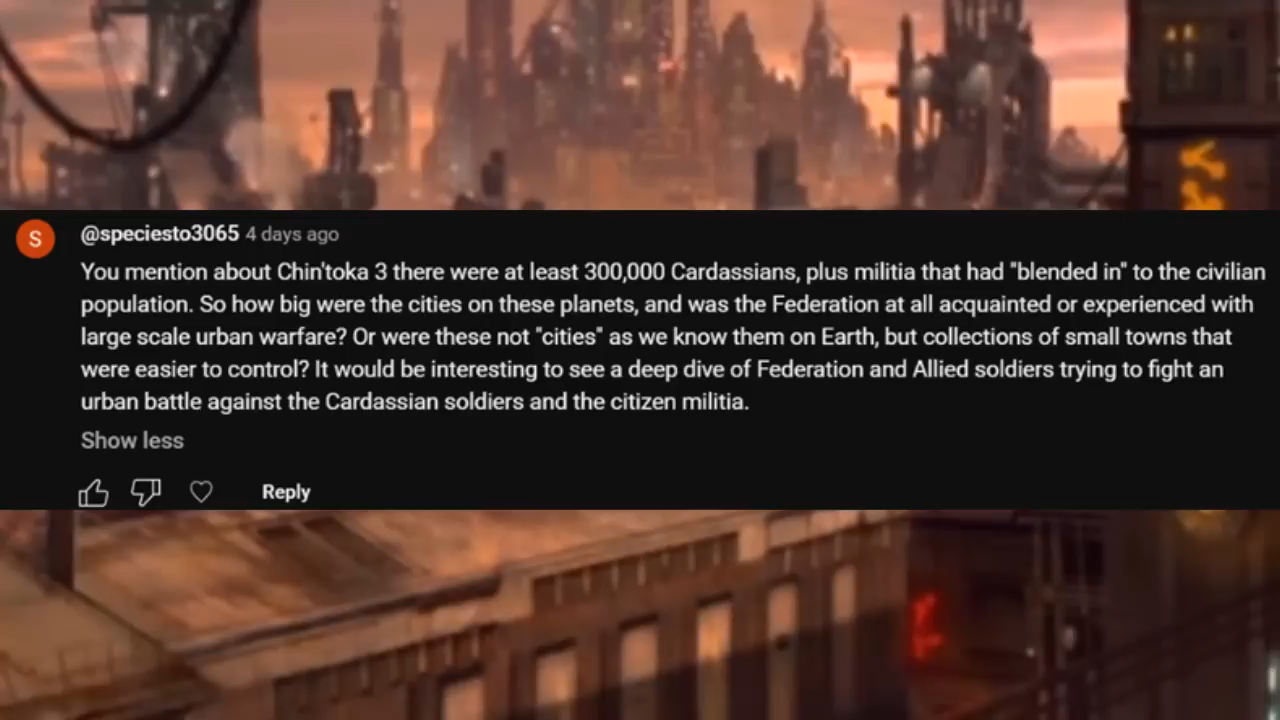 S
@speciesto3065 4 days ago
You mention about Chin'toka 3 there were at least 300,000 Cardassians, plus militia that had "blended in" to the civilian
population. So how big were the cities on these planets, and was the Federation at all acquainted or experienced with
large scale urban warfare? Or were these not "cities" as we know them on Earth, but collections of small towns that
were easier to control? It would be interesting to see a deep dive of Federation and Allied soldiers trying to fight an
urban battle against the Cardassian soldiers and the citizen militia.
Show less
Reply